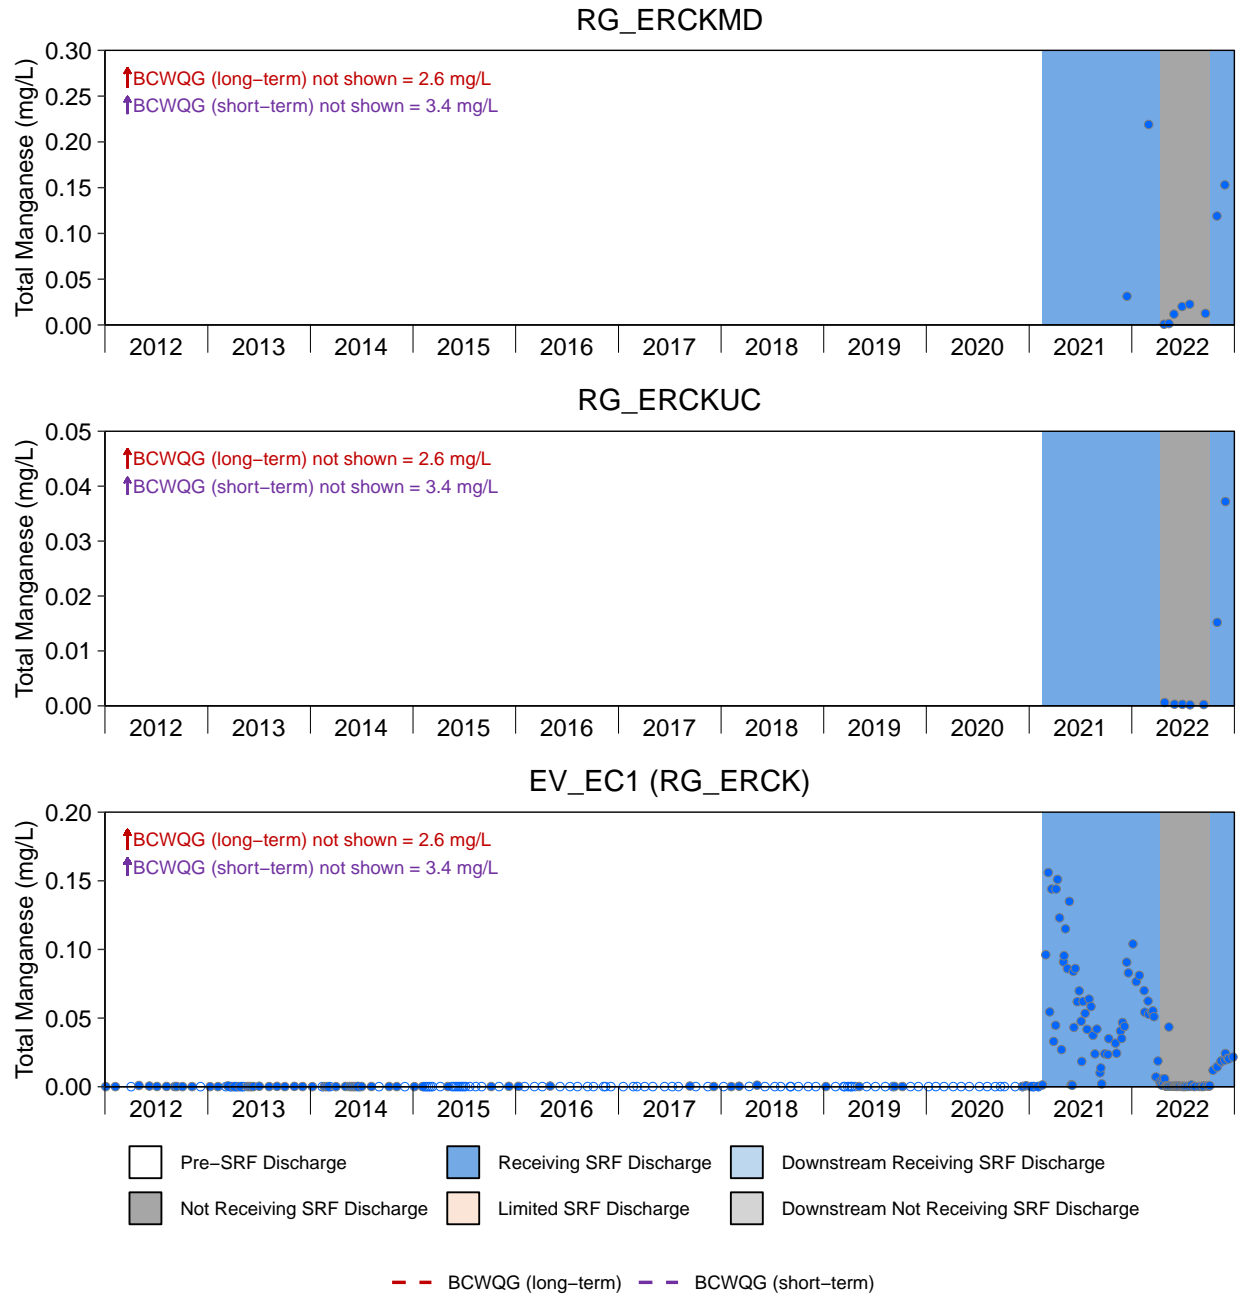 RG_ERCKMD
Total Manganese (mg/L)
0.30
0.25
0.20
0.15
0.10
0.05
0.00
↑BCWQG (long−term) not shown = 2.6 mg/L
↑BCWQG (short−term) not shown = 3.4 mg/L
2012 2013 2014 2015 2016 2017 2018 2019 2020 2021 2022
RG_ERCKUC
Total Manganese (mg/L)
0.05
0.04
0.03
0.02
0.01
0.00
↑BCWQG (long−term) not shown = 2.6 mg/L
↑BCWQG (short−term) not shown = 3.4 mg/L
2012 2013 2014 2015 2016 2017 2018 2019 2020 2021 2022
EV_EC1 (RG_ERCK)
Total Manganese (mg/L)
0.20
0.15
0.10
0.05
0.00
↑BCWQG (long−term) not shown = 2.6 mg/L
↑BCWQG (short−term) not shown = 3.4 mg/L
2012 2013 2014 2015 2016 2017 2018 2019 2020 2021 2022
Pre−SRF Discharge Receiving SRF Discharge Downstream Receiving SRF Discharge
Not Receiving SRF Discharge Limited SRF Discharge Downstream Not Receiving SRF Discharge
BCWQG (long−term) BCWQG (short−term)